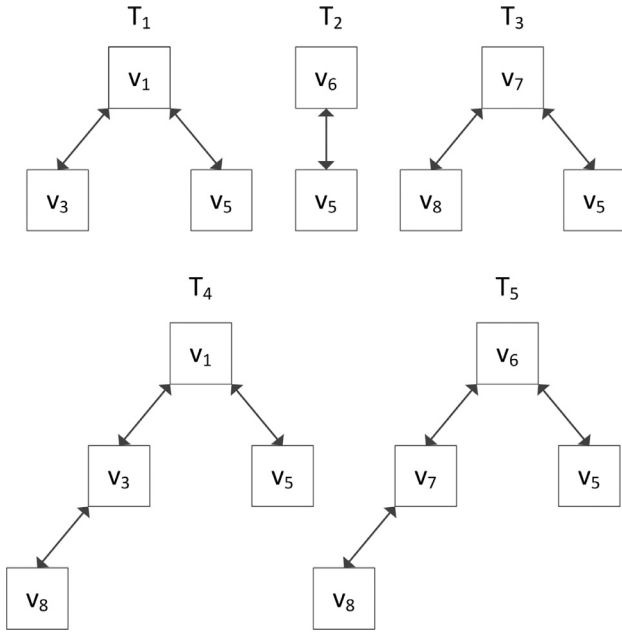 T₁ T₂ T₃
v₁ v₆ v₇
v₃ v₅ v₅ v₈ v₅
T₄ T₅
v₁ v₆
v₃ v₅ v₇ v₅
v₈ v₈